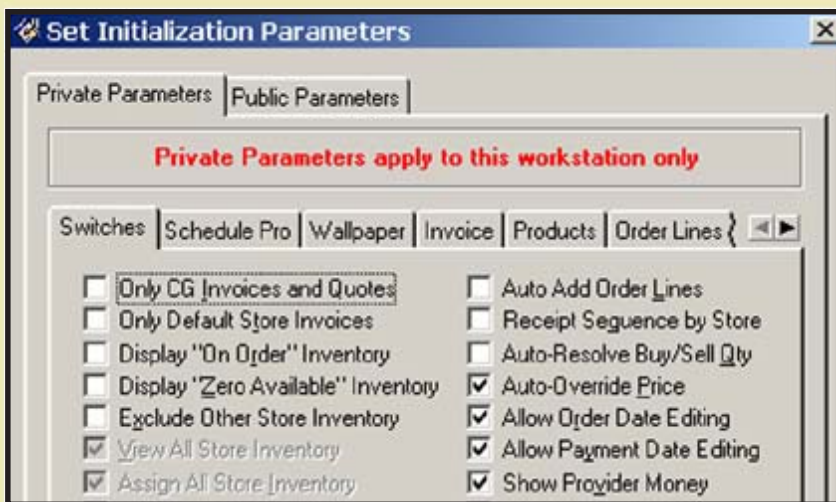 Set Initialization Parameters
Private Parameters Public Parameters
Private Parameters apply to this workstation only
Switches Schedule Pro Wallpaper Invoice Products Order Lines
Only CG Invoices and Quotes
Only Default Store Invoices
Display "On Order" Inventory
Display "Zero Available" Inventory
Exclude Other Store Inventory
View All Store Inventory
Assign All Store Inventory
Auto Add Order Lines
Receipt Seguence by Store
Auto-Resolve Buy/Sell Qty
Auto-Override Price
Allow Order Date Editing
Allow Payment Date Editing
Show Provider Money